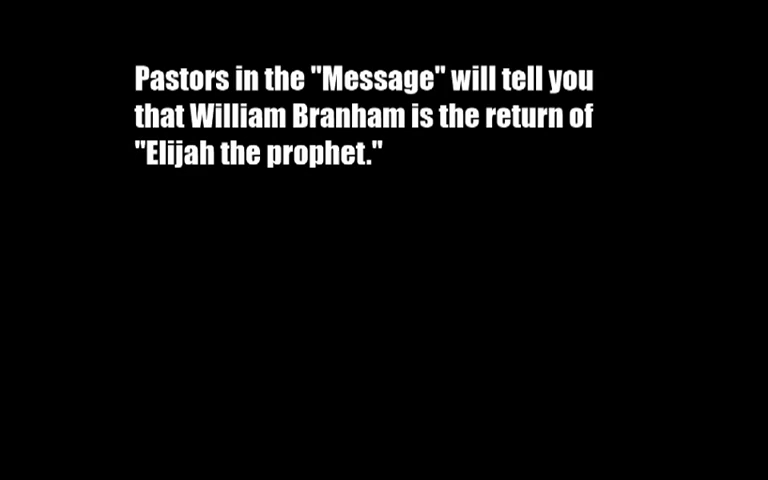 Pastors in the "Message" will tell you
that William Branham is the return of
"Elijah the prophet."